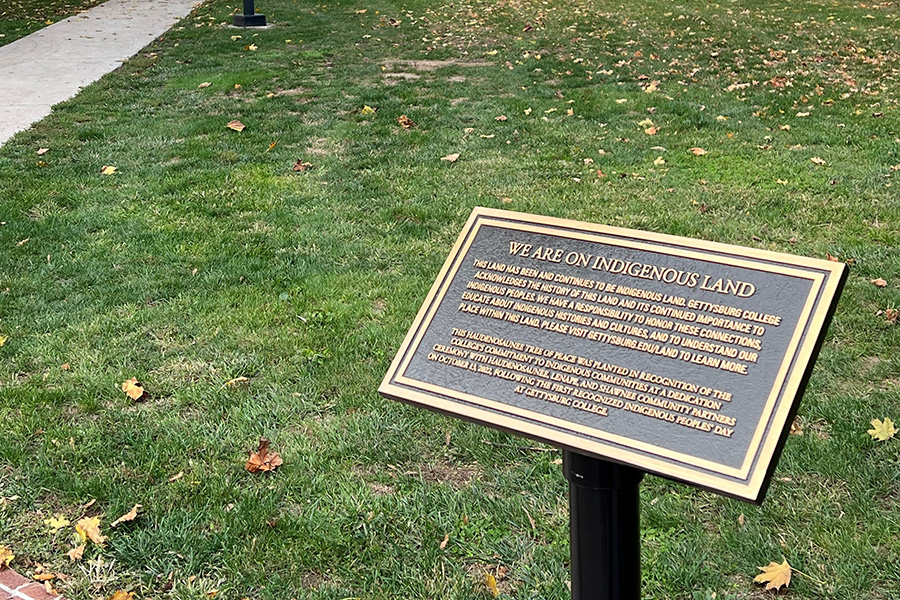 WE ARE ON INDIGENOUS LAND
THIS LAND HAS BEEN AND CONTINUES TO BE INDIGENOUS LAND. GETTYSBURG COLLEGE
ACKNOWLEDGES THE HISTORY OF THIS LAND AND ITS CONTINUED IMPORTANCE TO
INDIGENOUS PEOPLES. WE HAVE A RESPONSIBILITY TO HONOR THESE CONNECTIONS,
EDUCATE ABOUT INDIGENOUS HISTORIES AND CULTURES, AND TO UNDERSTAND OUR
PLACE WITHIN THIS LAND. PLEASE VISIT GETTYSBURG.EDU/LAND TO LEARN MORE.
THIS HAUDENOSAUNEE TREE OF PEACE WAS PLANTED IN RECOGNITION OF THE
COLLEGE'S COMMITMENT TO INDIGENOUS COMMUNITIES AT A DEDICATION
CEREMONY WITH HAUDENOSAUNEE, LENAPE, AND SHAWNEE COMMUNITY PARTNERS
ON OCTOBER 13, 2022, FOLLOWING THE FIRST RECOGNIZED INDIGENOUS PEOPLES' DAY
AT GETTYSBURG COLLEGE.